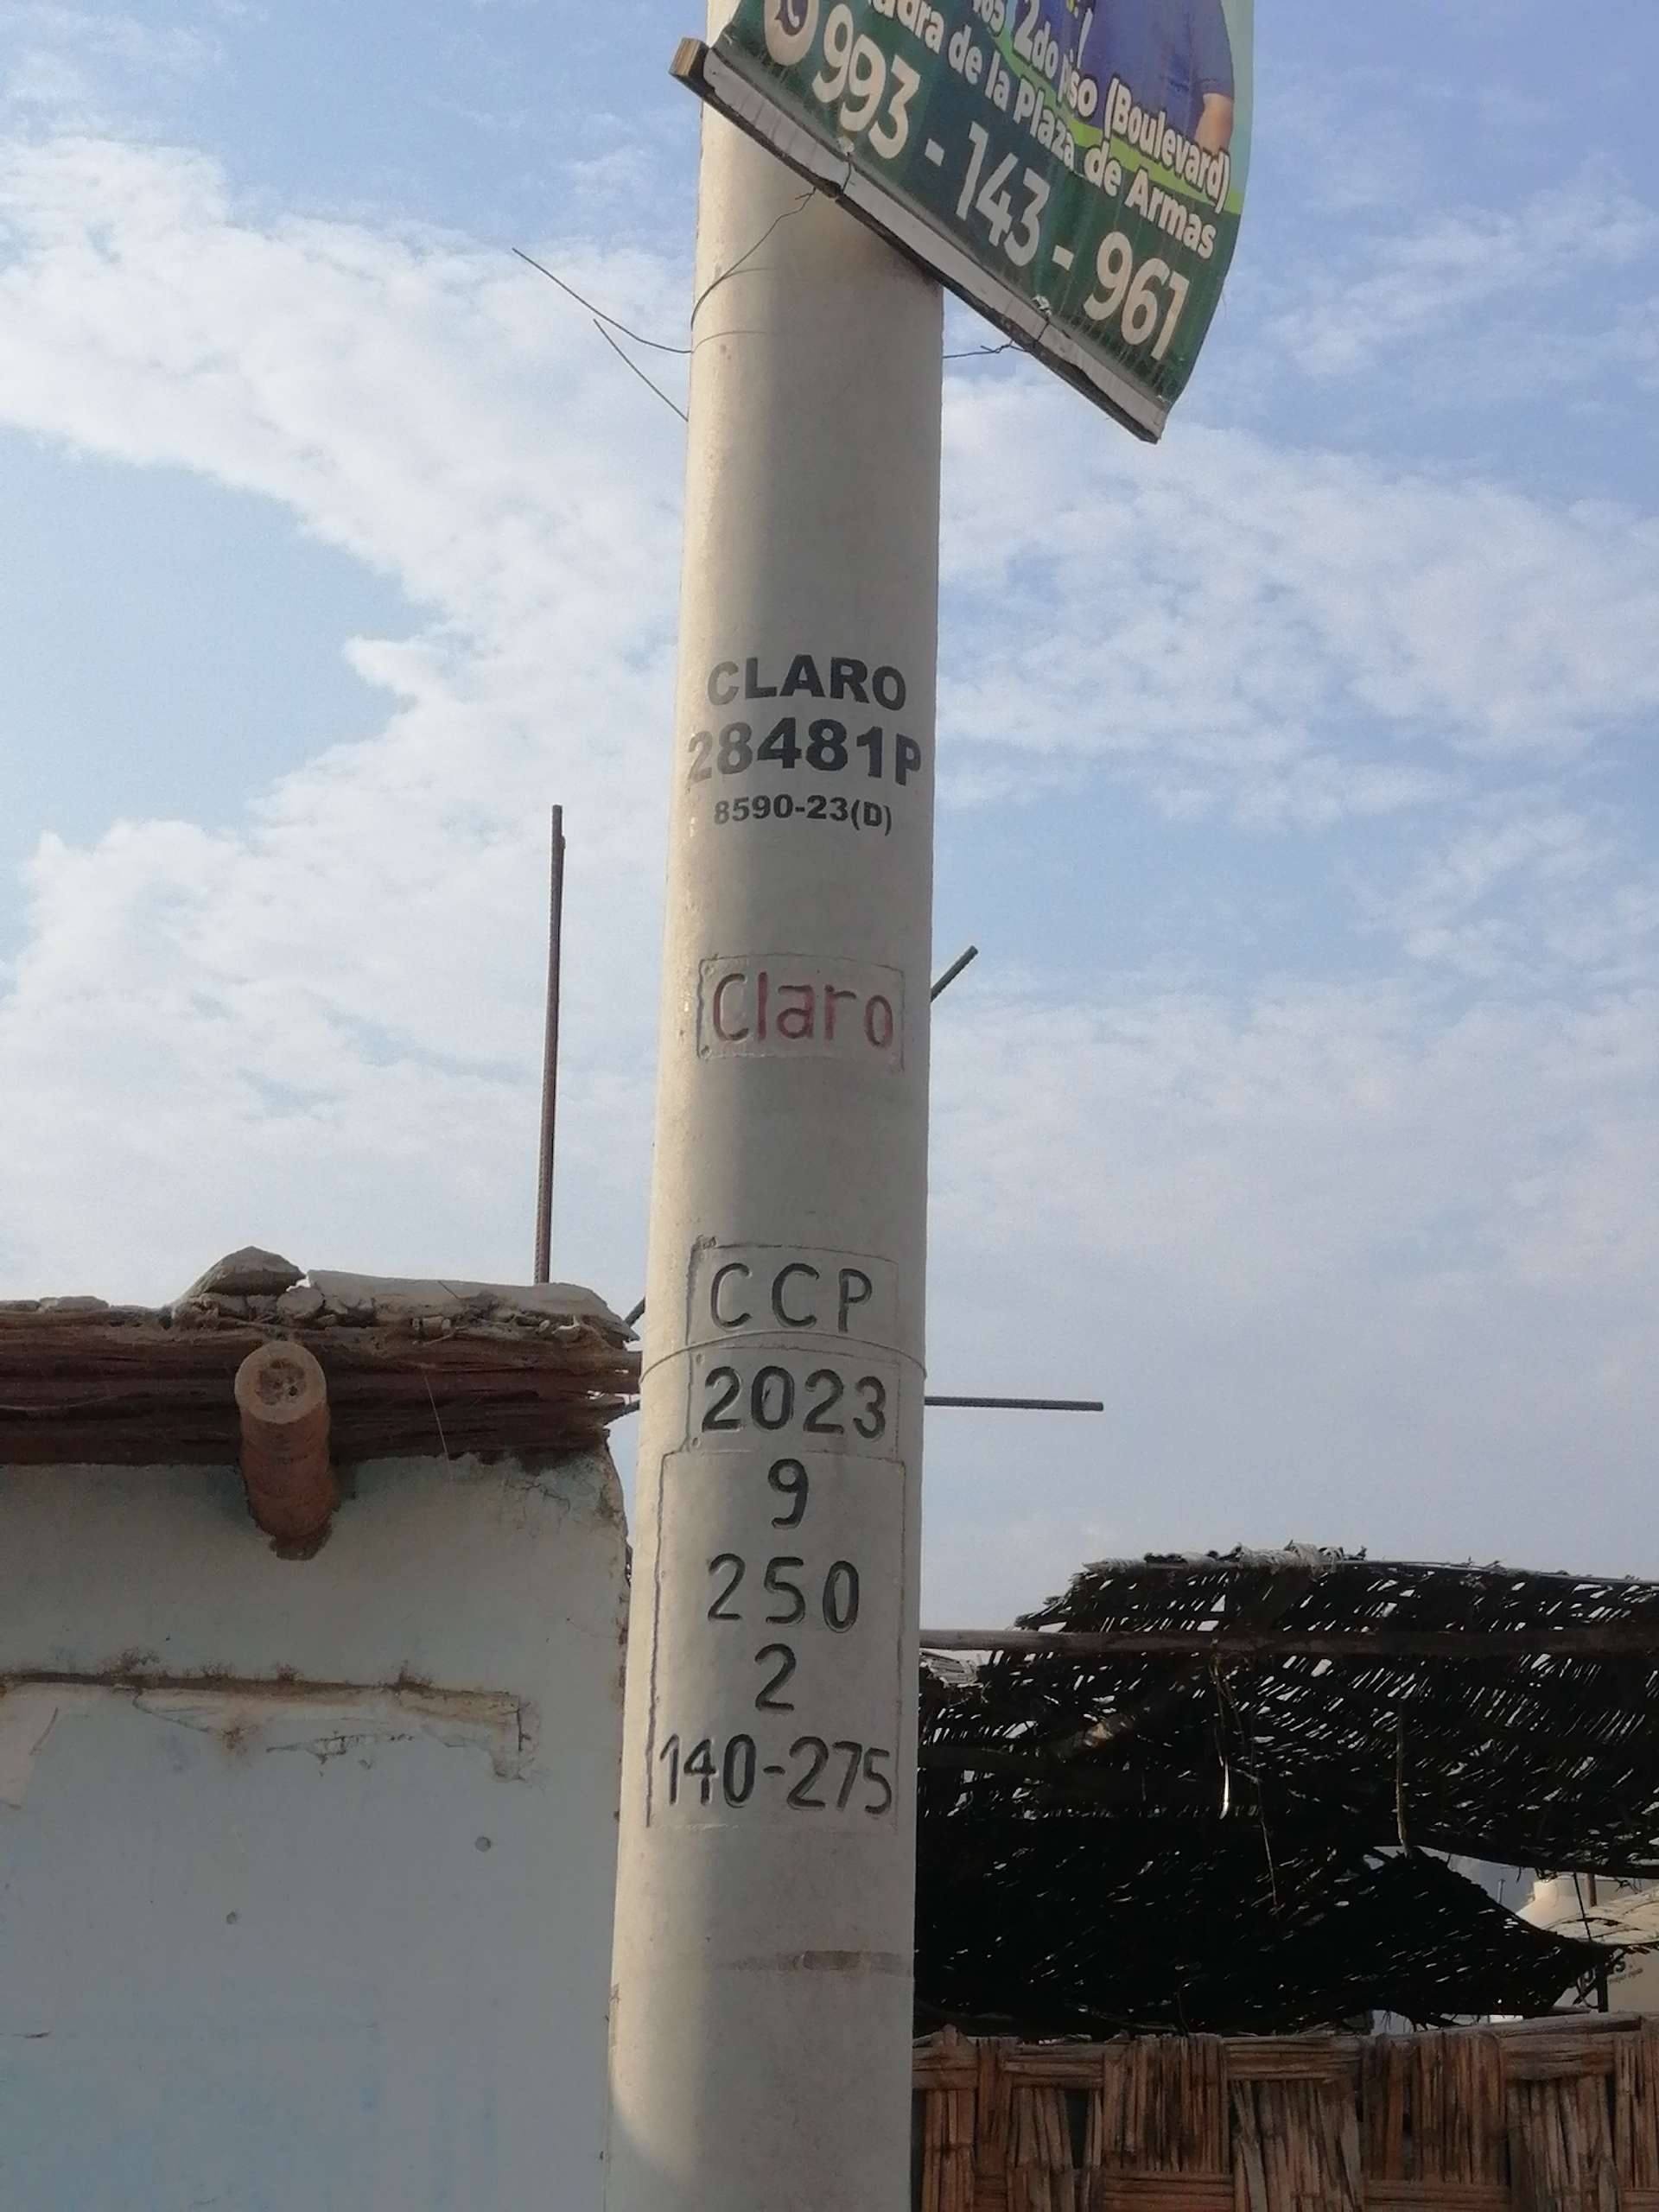 2do piso (Boulevard)
de la Plaza de Armas
993-143-961
CLARO
28481P
8590-23(D)
Claro
CCP
2023
9
250
2
140-275